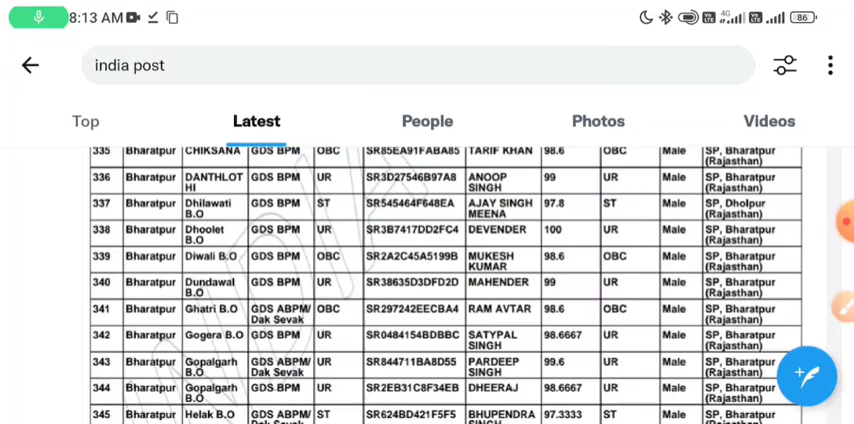 8:13 AM 4G 86
india post
Top Latest People Photos Videos
335 Bharatpur CHIKSANA GDS BPM OBC SR85EA91FABA85 TARIF KHAN 98.6 OBC Male SP, Bharatpur
(Rajasthan)
336 Bharatpur DANTHLOT GDS BPM UR SR3D27546B97A8 ANOOP 99 UR Male SP, Bharatpur
HI SINGH (Rajasthan)
337 Bharatpur Dhilawati GDS BPM ST SR545464F648EA AJAY SINGH 97.8 ST Male SP, Dholpur
B.O MEENA (Rajasthan)
338 Bharatpur Dhoolet GDS BPM UR SR3B7417DD2FC4 DEVENDER 100 UR Male SP, Bharatpur
B.O (Rajasthan)
339 Bharatpur Diwali B.O GDS BPM OBC SR2A2C45A5199B MUKESH 98.6 OBC Male SP, Bharatpur
KUMAR (Rajasthan)
340 Bharatpur Dundawal GDS BPM UR SR38635D3DFD2D MAHENDER 99 UR Male SP, Bharatpur
B.O (Rajasthan)
341 Bharatpur Ghatri B.O GDS ABPM/ OBC SR297242EECBA4 RAM AVTAR 98.6 OBC Male SP, Bharatpur
Dak Sevak (Rajasthan)
342 Bharatpur Gogera B.O GDS BPM UR SR0484154BDBBC SATYPAL 98.6667 UR Male SP, Bharatpur
SINGH (Rajasthan)
343 Bharatpur Gopalgarh GDS ABPM/ UR SR844711BA8D55 PARDEEP 99.6 UR Male SP, Bharatpur
B.O Dak Sevak SINGH (Rajasthan)
344 Bharatpur Gopalgarh GDS BPM UR SR2EB31C8F34EB DHEERAJ 98.6667 UR Male SP, Bharatpur
B.O (Rajasthan)
345 Bharatpur Helak B.O GDS ABPM/ ST SR624BD421F5F5 BHUPENDRA 97.3333 ST Male SP, Bharatpur
Dak Sevak SINGH (Rajasthan)